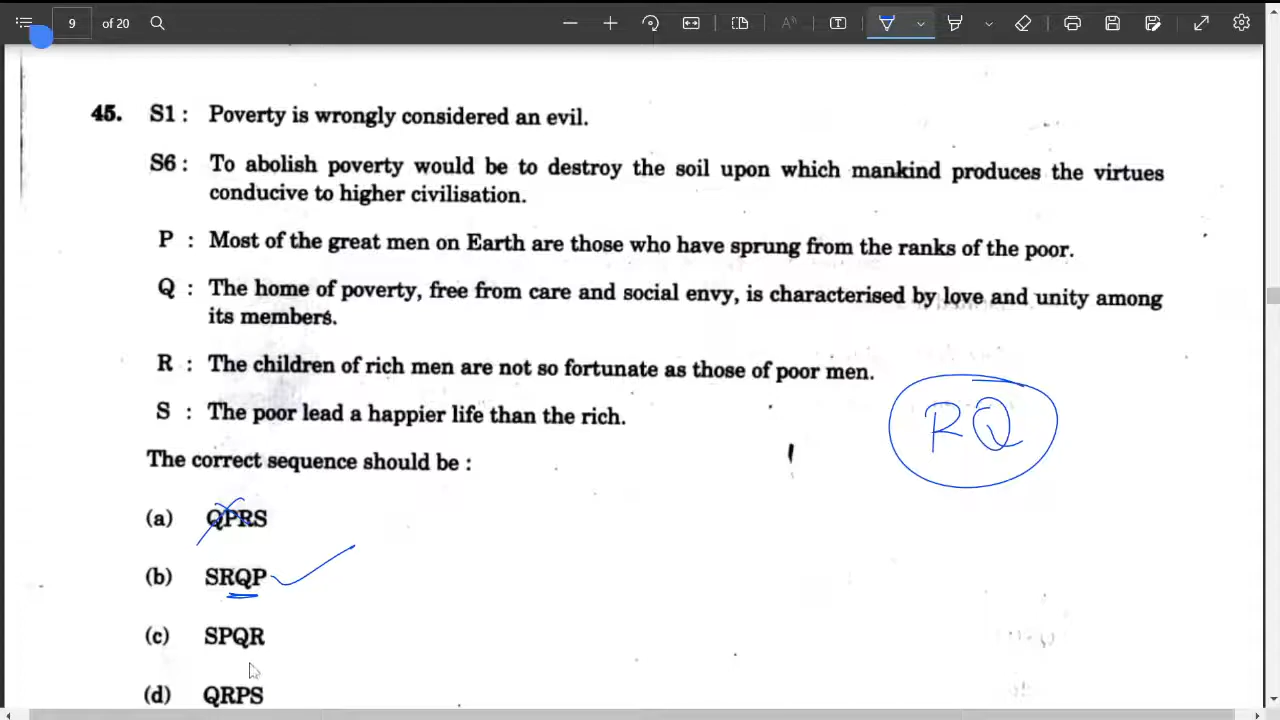 9 of 20
45. S1 : Poverty is wrongly considered an evil.
S6 : To abolish poverty would be to destroy the soil upon which mankind produces the virtues
conducive to higher civilisation.
P : Most of the great men on Earth are those who have sprung from the ranks of the poor.
Q : The home of poverty, free from care and social envy, is characterised by love and unity among
its members.
R : The children of rich men are not so fortunate as those of poor men.
S : The poor lead a happier life than the rich.
RQ
The correct sequence should be :
(a) QPRS
(b) SRQP
(c) SPQR
(d) QRPS